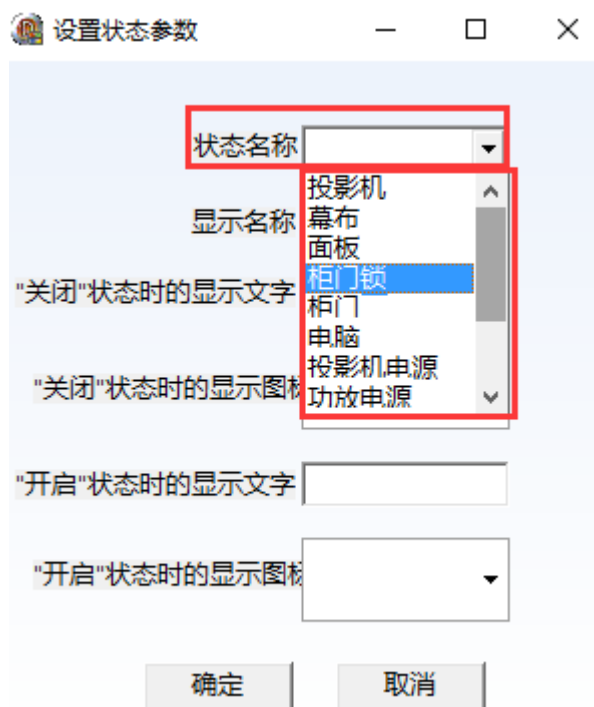 设置状态参数
状态名称
投影机
显示名称
幕布
面板
柜门锁
"关闭"状态时的显示文字
柜门
电脑
投影机电源
"关闭"状态时的显示图标
功放电源
"开启"状态时的显示文字
"开启"状态时的显示图标
确定
取消